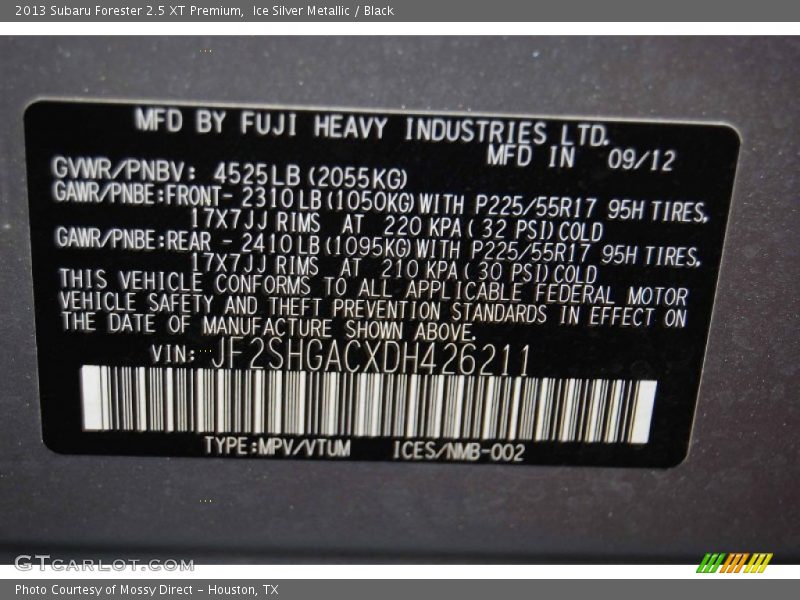 2013 Subaru Forester 2.5 XT Premium,  Ice Silver Metallic / Black
MFD BY FUJI HEAVY INDUSTRIES LTD.
MFD IN 09/12
GVWR/PNBV: 4525LB (2055KG)
GAWR/PNBE:FRONT- 2310LB (1050KG) WITH P225/55R17 95H TIRES,
17X7JJ RIMS AT 220 KPA ( 32 PSI) COLD
GAWR/PNBE:REAR - 2410LB (1095KG) WITH P225/55R17 95H TIRES,
17X7JJ RIMS AT 210 KPA ( 30 PSI) COLD
THIS VEHICLE CONFORMS TO ALL APPLICABLE FEDERAL MOTOR
VEHICLE SAFETY AND THEFT PREVENTION STANDARDS IN EFFECT ON
THE DATE OF MANUFACTURE SHOWN ABOVE.
VIN: JF2SHGACXDH426211
TYPE:MPV/VTUM ICES/NMB-002
GTCARLOT.COM
Photo Courtesy of Mossy Direct - Houston, TX